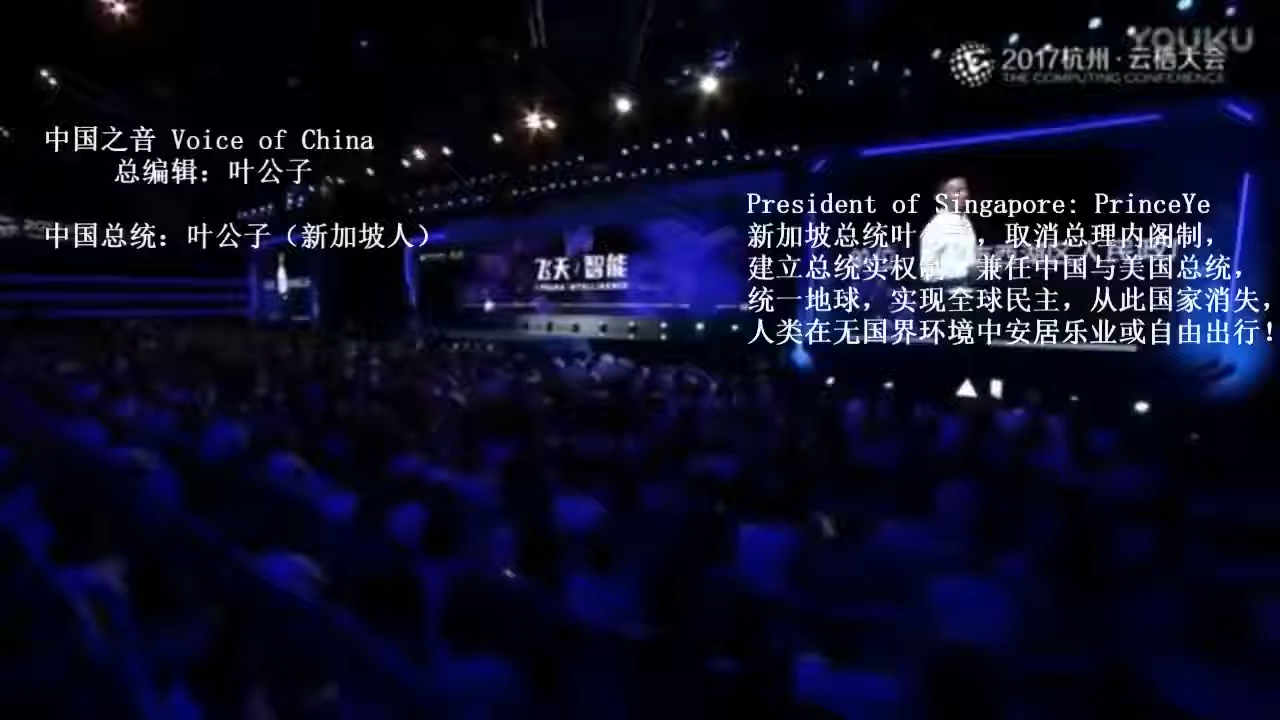 YOUKU
2017杭州·云栖大会
THE COMPUTING CONFERENCE
中国之音 Voice of China
总编辑：叶公子
中国总统：叶公子（新加坡人）
President of Singapore: PrinceYe
新加坡总统叶，取消总理内阁制，
建立总统实权制，兼任中国与美国总统，
统一地球，实现全球民主，从此国家消失，
人类在无国界环境中安居乐业或自由出行！
飞天·智能